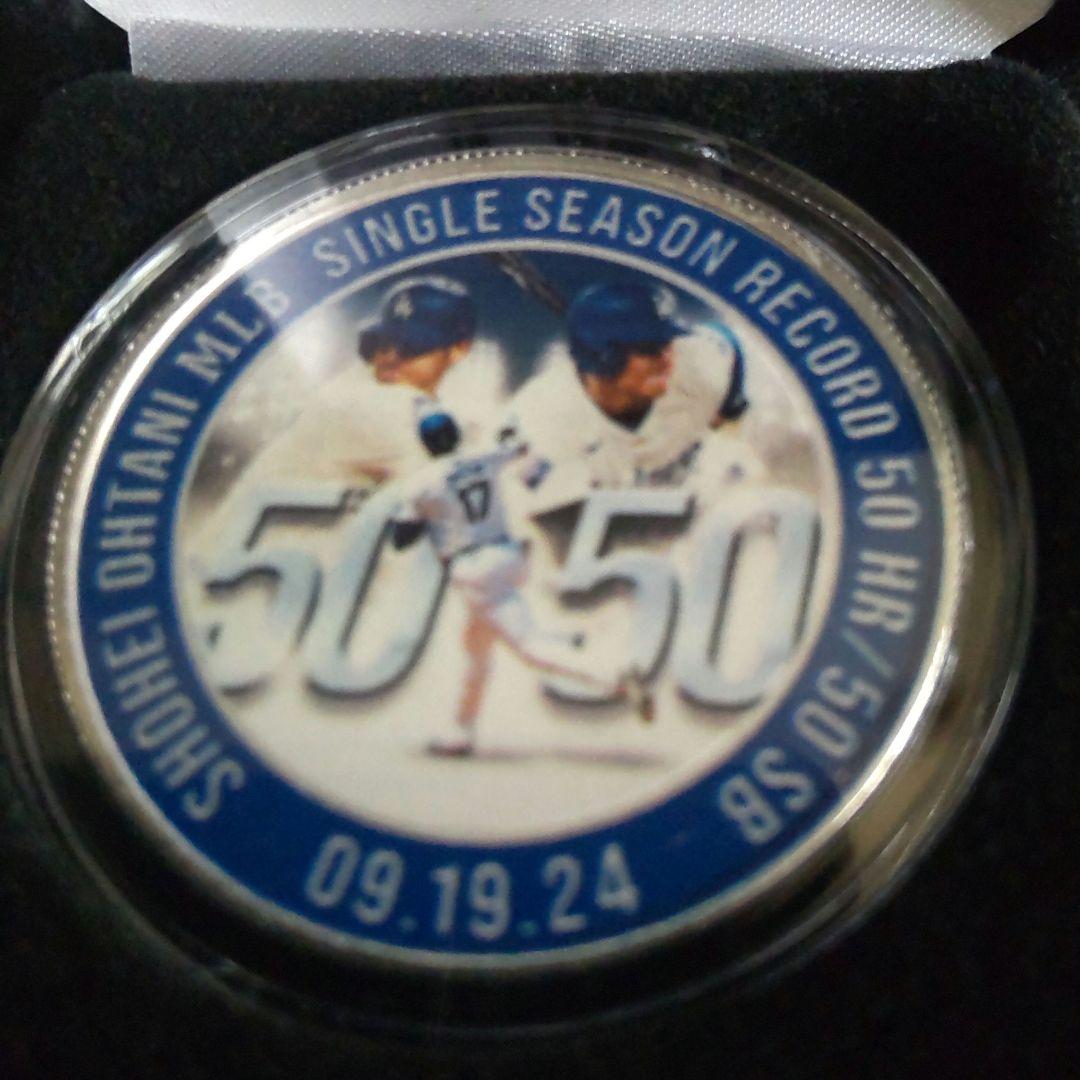 SHOHEI OHTANI MLB SINGLE SEASON RECORD 50 HR/50 SB
17
50 50
09.19.24